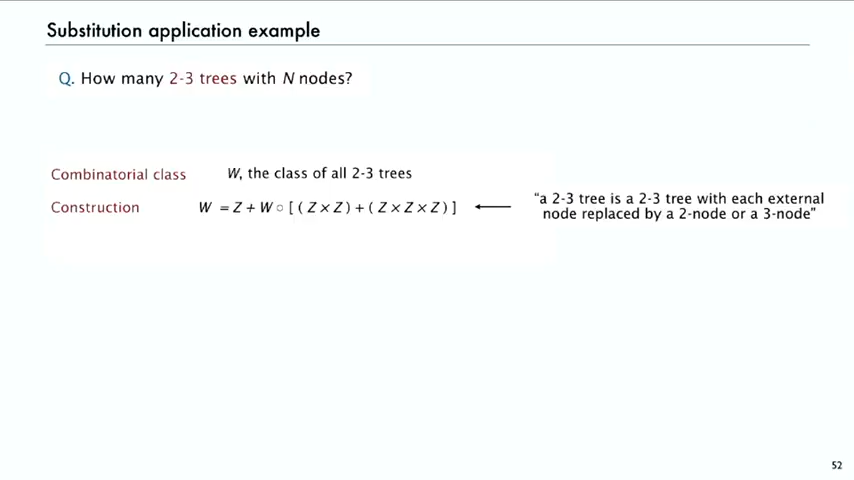 Substitution application example
Q. How many 2-3 trees with N nodes?
Combinatorial class W, the class of all 2-3 trees
Construction W = Z + W ○ [ ( Z × Z ) + ( Z × Z × Z ) ] ← “a 2-3 tree is a 2-3 tree with each external
node replaced by a 2-node or a 3-node”
52